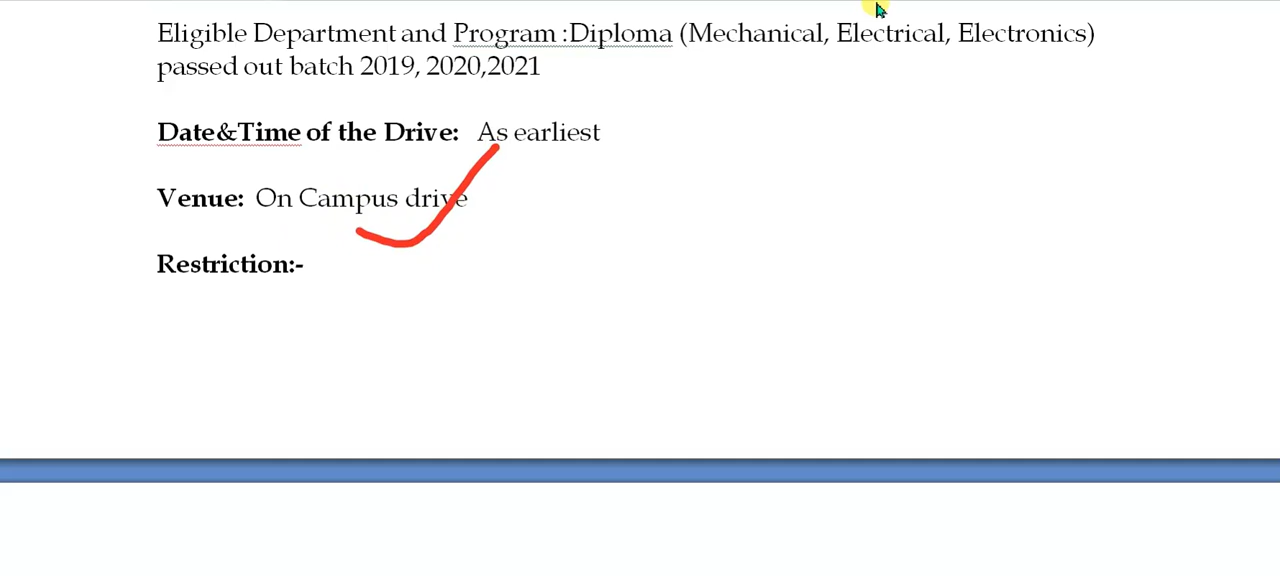 Eligible Department and Program :Diploma (Mechanical, Electrical, Electronics)
passed out batch 2019, 2020,2021
Date&Time of the Drive: As earliest
Venue: On Campus drive
Restriction:-